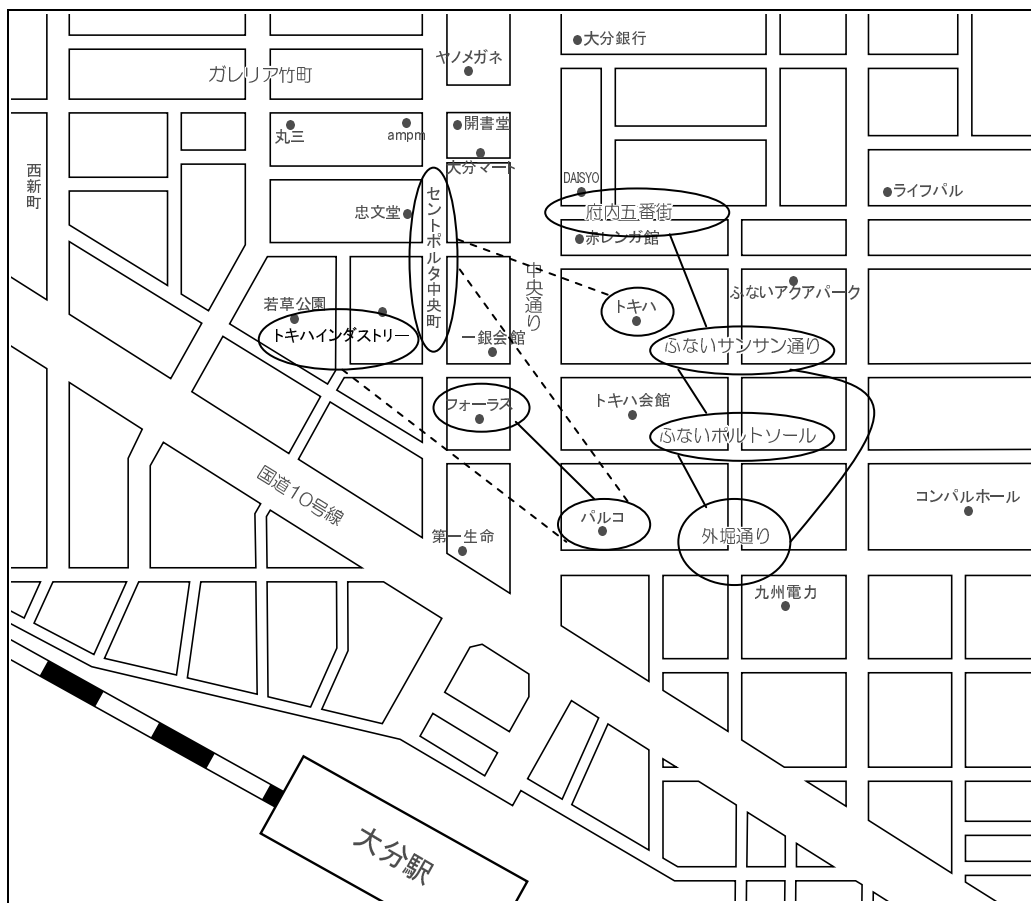 大分銀行
ヤノメガネ
ガレリア竹町
丸三
ampm
開書堂
大分マート
西新町
DAISYO
ライフパル
忠文堂
セントポルタ中央町
府内五番街
赤レンガ館
中央通り
ふないアクアパーク
若草公園
トキハ
トキハインダストリー
一銀会館
ふないサンサン通り
フォーラス
トキハ会館
ふないポルトソール
国道10号線
コンパルホール
パルコ
第一生命
外堀通り
九州電力
大分駅